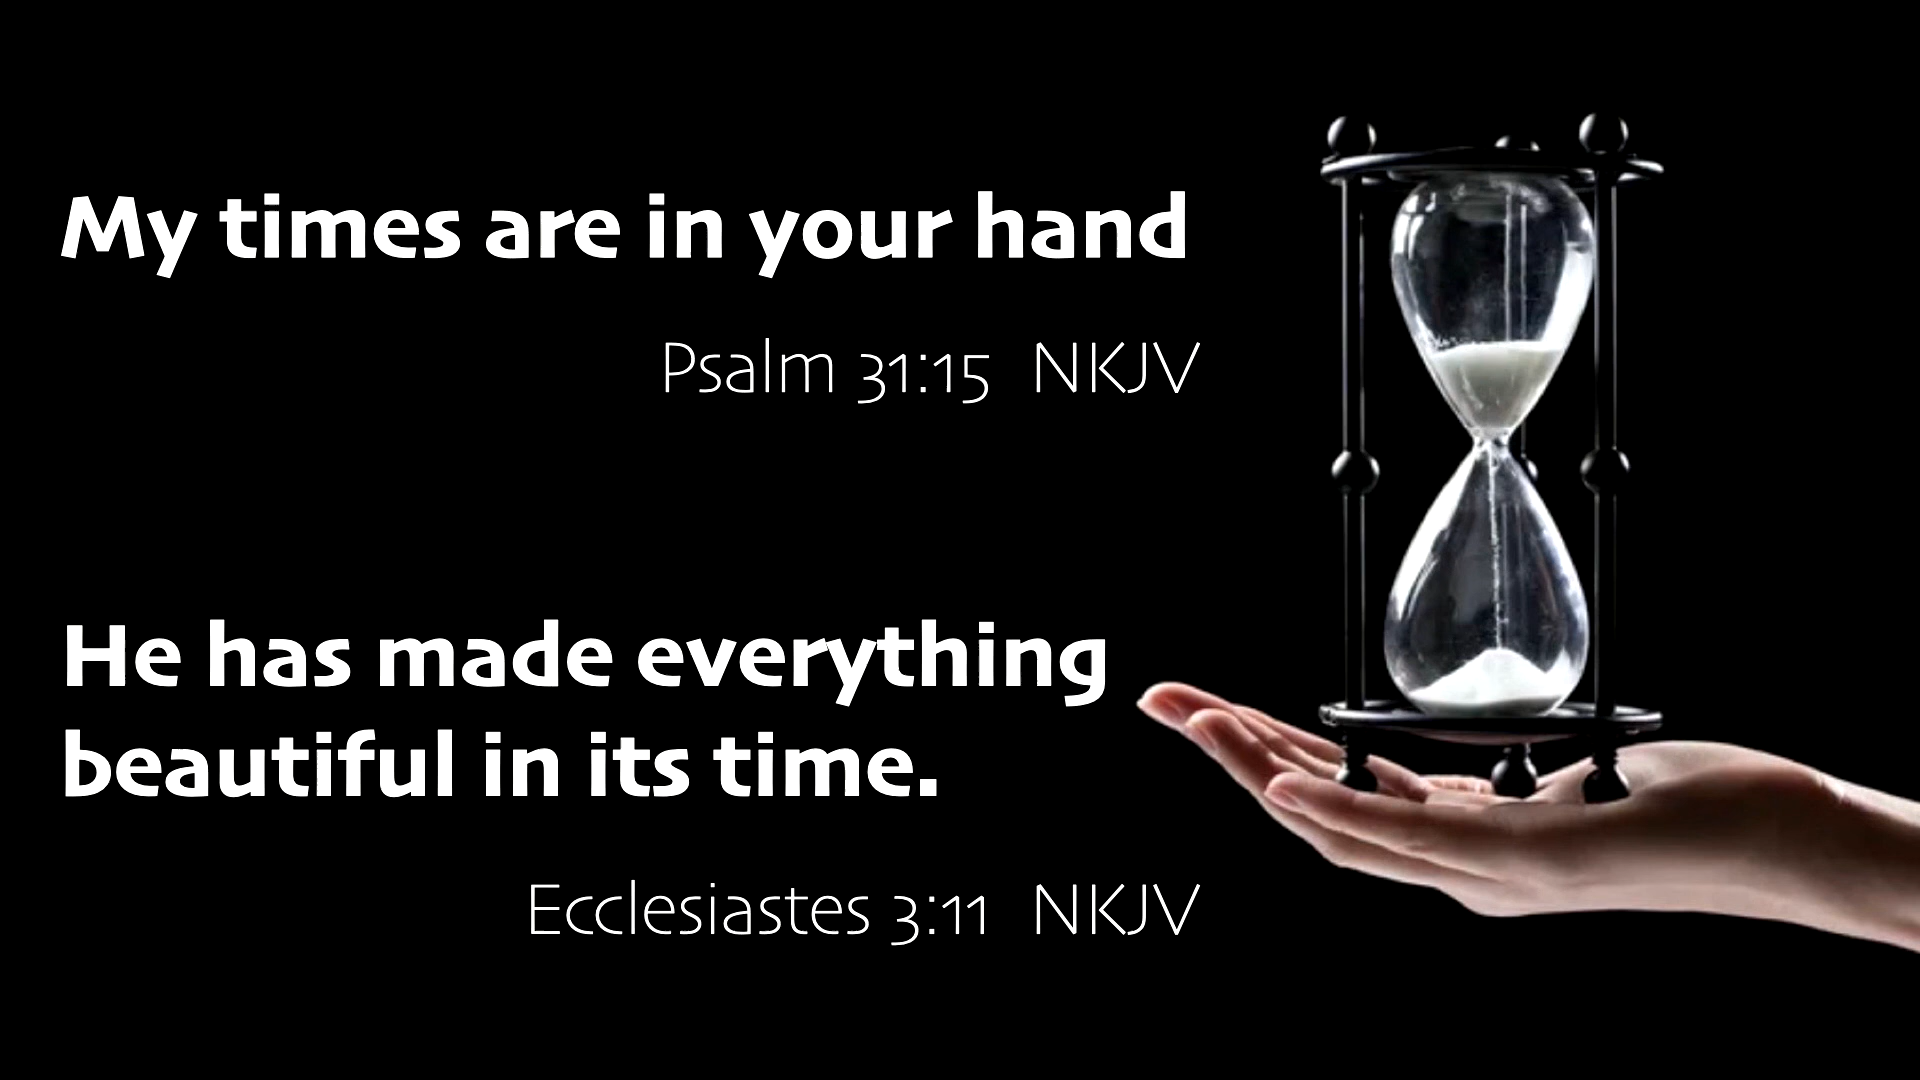 My times are in your hand
Psalm 31:15 NKJV
He has made everything
beautiful in its time.
Ecclesiastes 3:11 NKJV